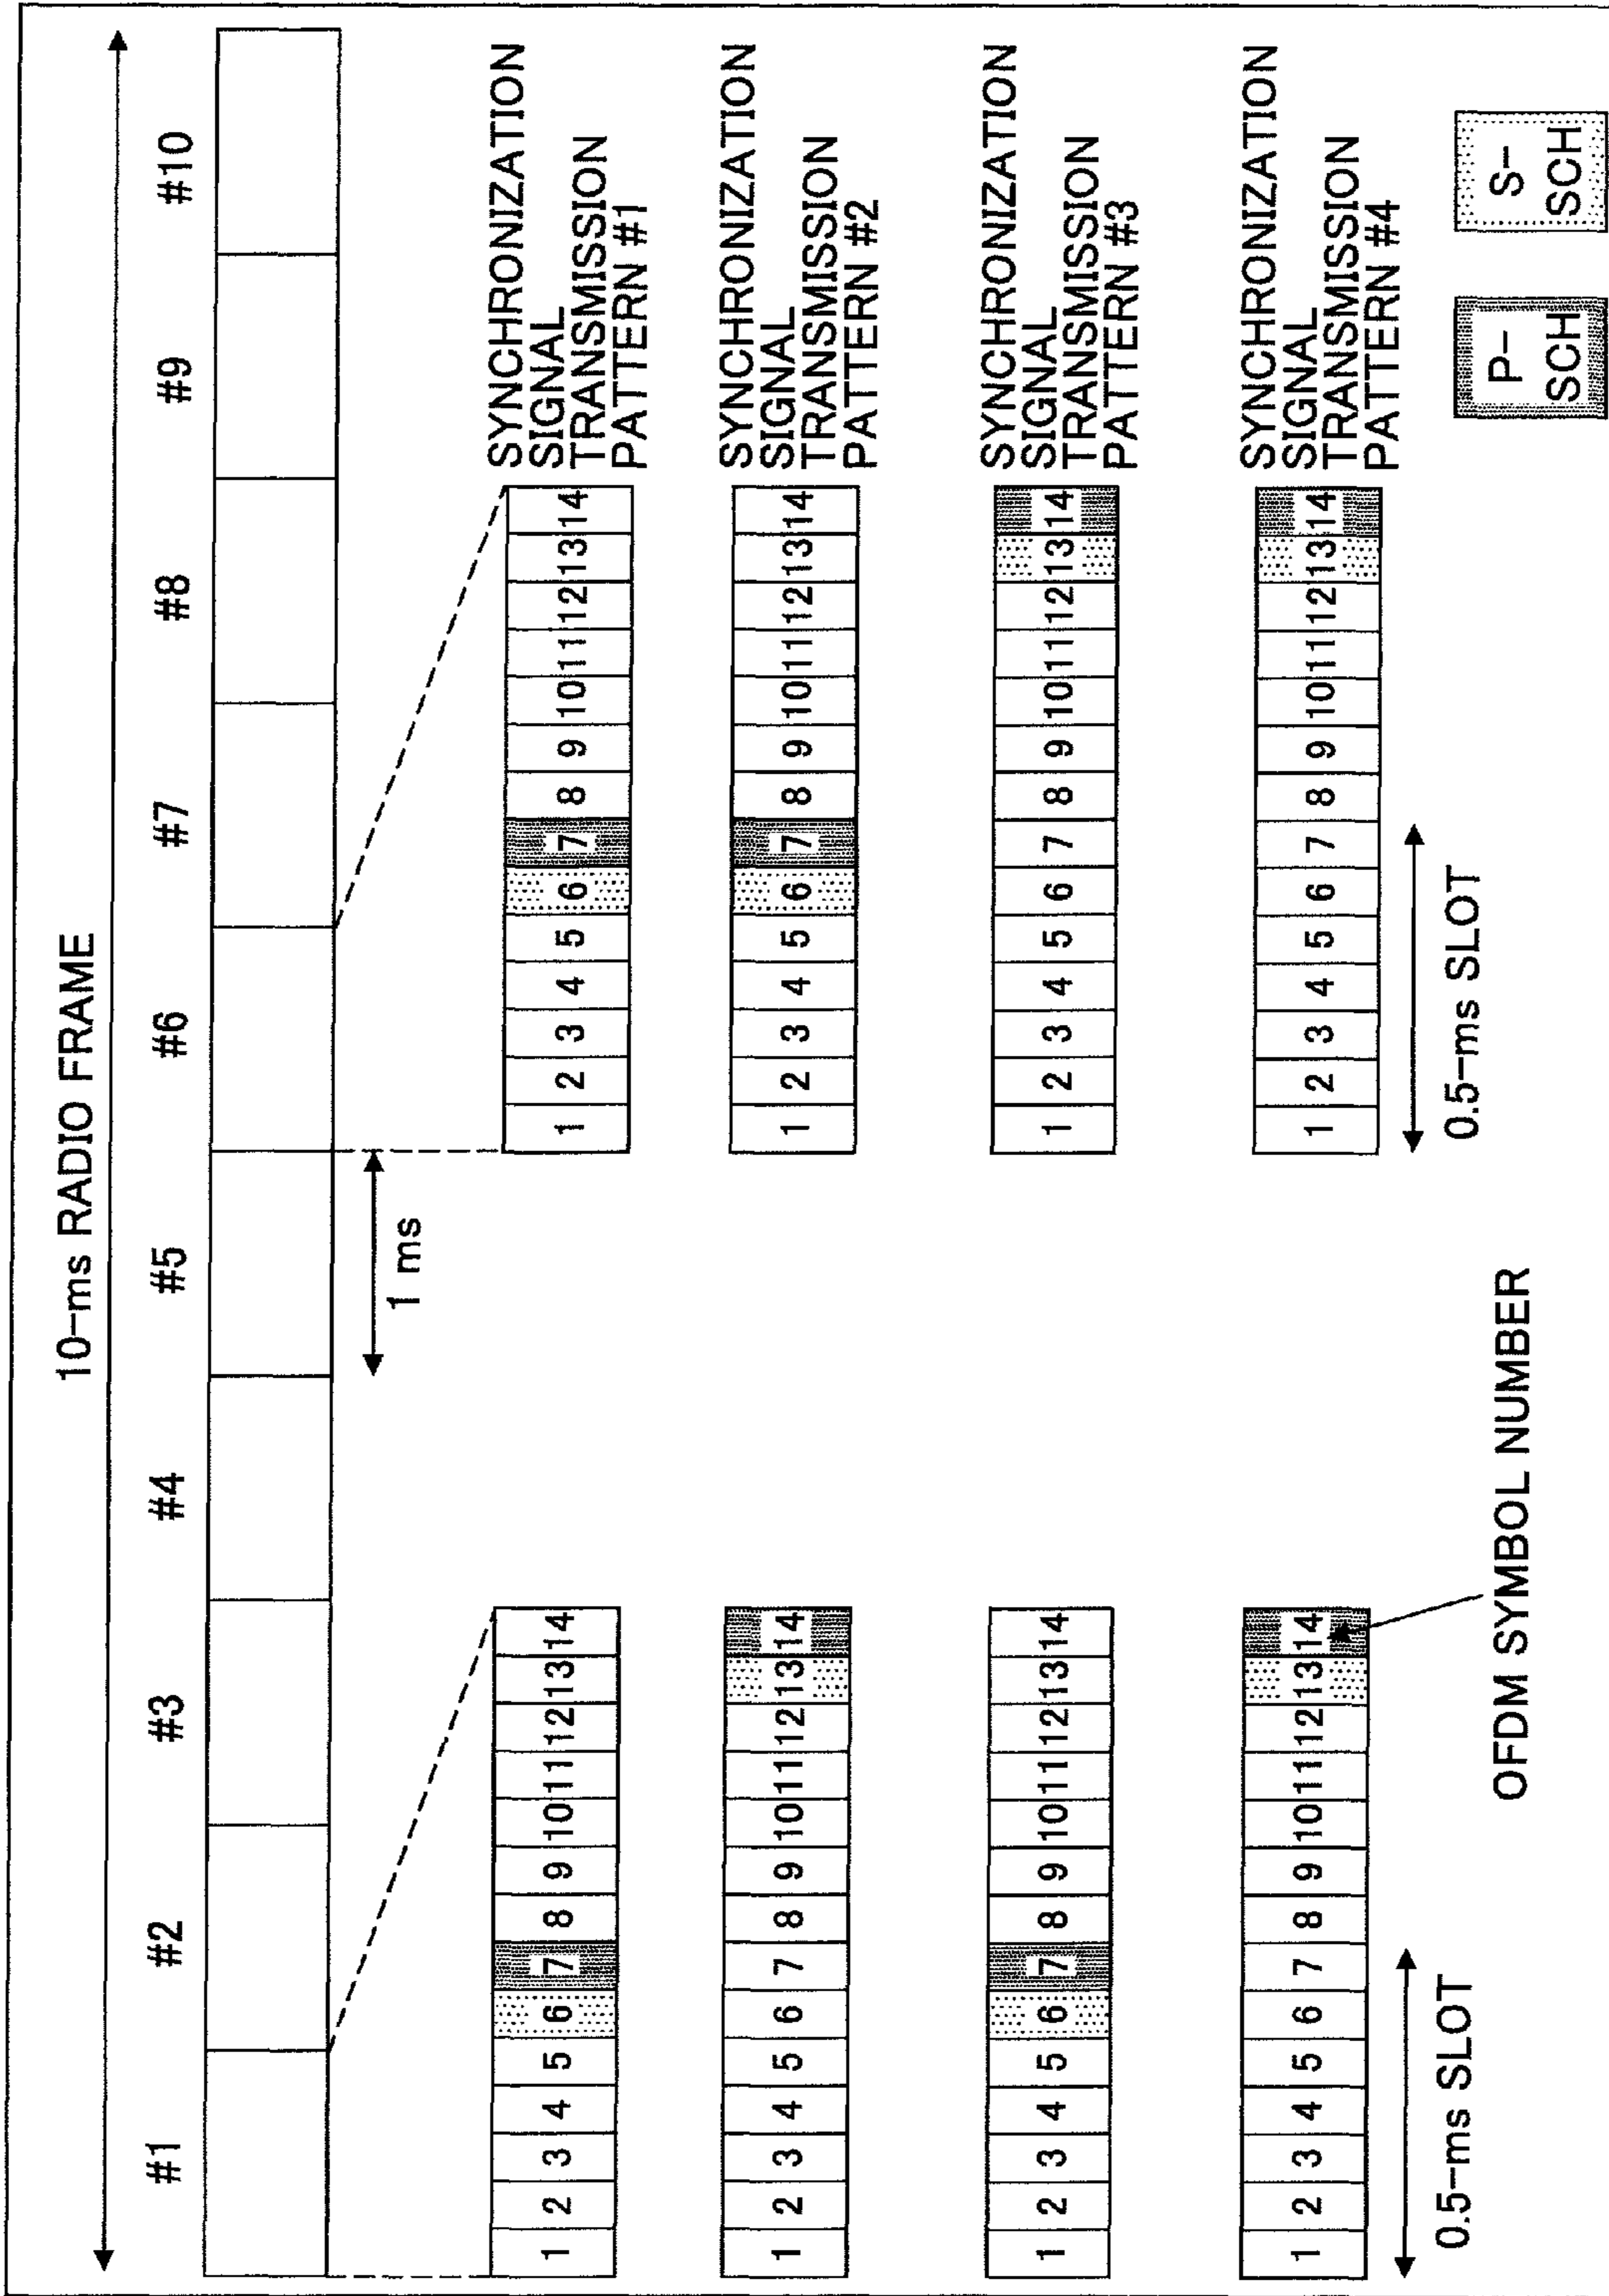 10-ms RADIO FRAME
#1 #2 #3 #4 #5 #6 #7 #8 #9 #10
1 ms
1 2 3 4 5 6 7 8 9 10 11 12 13 14
1 2 3 4 5 6 7 8 9 10 11 12 13 14
SYNCHRONIZATION
SIGNAL
TRANSMISSION
PATTERN #1
1 2 3 4 5 6 7 8 9 10 11 12 13 14
1 2 3 4 5 6 7 8 9 10 11 12 13 14
SYNCHRONIZATION
SIGNAL
TRANSMISSION
PATTERN #2
1 2 3 4 5 6 7 8 9 10 11 12 13 14
1 2 3 4 5 6 7 8 9 10 11 12 13 14
SYNCHRONIZATION
SIGNAL
TRANSMISSION
PATTERN #3
1 2 3 4 5 6 7 8 9 10 11 12 13 14
1 2 3 4 5 6 7 8 9 10 11 12 13 14
SYNCHRONIZATION
SIGNAL
TRANSMISSION
PATTERN #4
0.5-ms SLOT
0.5-ms SLOT
OFDM SYMBOL NUMBER
P-
SCH
S-
SCH